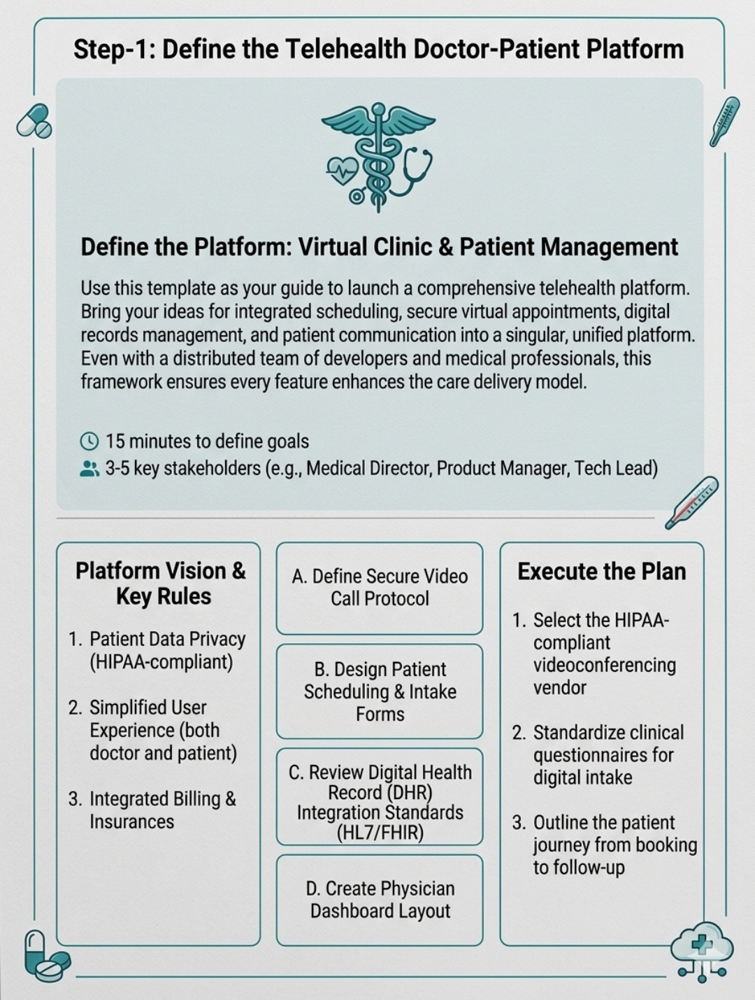 Step-1: Define the Telehealth Doctor-Patient Platform
Define the Platform: Virtual Clinic & Patient Management
Use this template as your guide to launch a comprehensive telehealth platform.
Bring your ideas for integrated scheduling, secure virtual appointments, digital
records management, and patient communication into a singular, unified platform.
Even with a distributed team of developers and medical professionals, this
framework ensures every feature enhances the care delivery model.
15 minutes to define goals
3-5 key stakeholders (e.g., Medical Director, Product Manager, Tech Lead)
Platform Vision &
Key Rules
1. Patient Data Privacy
(HIPAA-compliant)
2. Simplified User
Experience (both
doctor and patient)
3. Integrated Billing &
Insurances
A. Define Secure Video
Call Protocol
B. Design Patient
Scheduling & Intake
Forms
C. Review Digital Health
Record (DHR)
Integration Standards
(HL7/FHIR)
D. Create Physician
Dashboard Layout
Execute the Plan
1. Select the HIPAA-
compliant
videoconferencing
vendor
2. Standardize clinical
questionnaires for
digital intake
3. Outline the patient
journey from booking
to follow-up